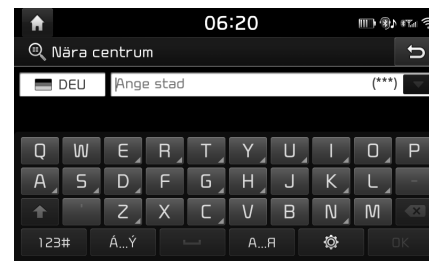 06:20
Nära centrum
DEU Ange stad (***)
Q W E R T Y U I O P
A S D F G H J K L -
' Z X C V B N M
123# Á...Ý A...Я OK